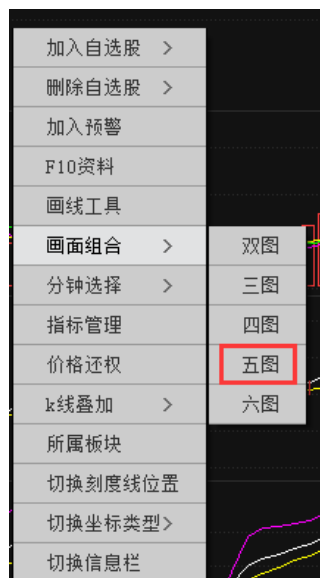 加入自选股 >
删除自选股 >
加入预警
F10资料
画线工具
画面组合 >
双图
分钟选择 >
三图
指标管理
四图
价格还权
五图
k线叠加 >
六图
所属板块
切换刻度线位置
切换坐标类型>
切换信息栏